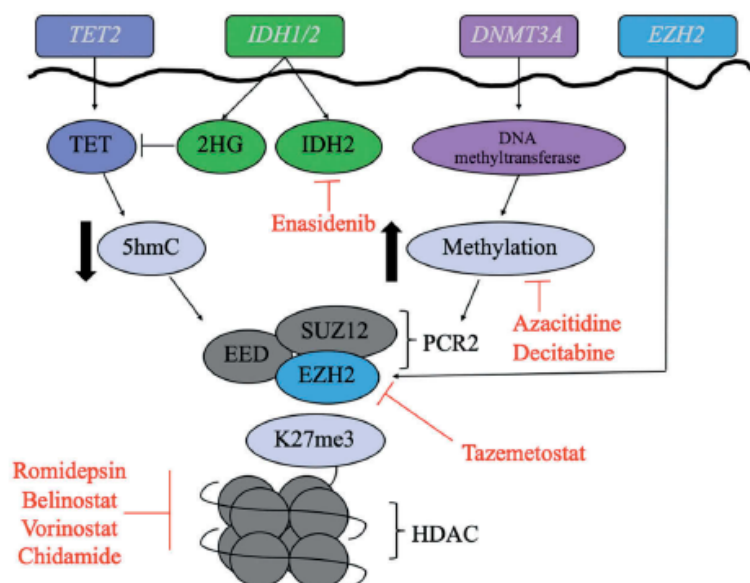 TET2
IDH1/2
DNMT3A
EZH2
TET
2HG
IDH2
DNA
methyltransferase
Enasidenib
5hmC
Methylation
Azacitidine
Decitabine
SUZ12
EED
EZH2
PCR2
K27me3
Tazemetostat
Romidepsin
Belinostat
Vorinostat
Chidamide
HDAC